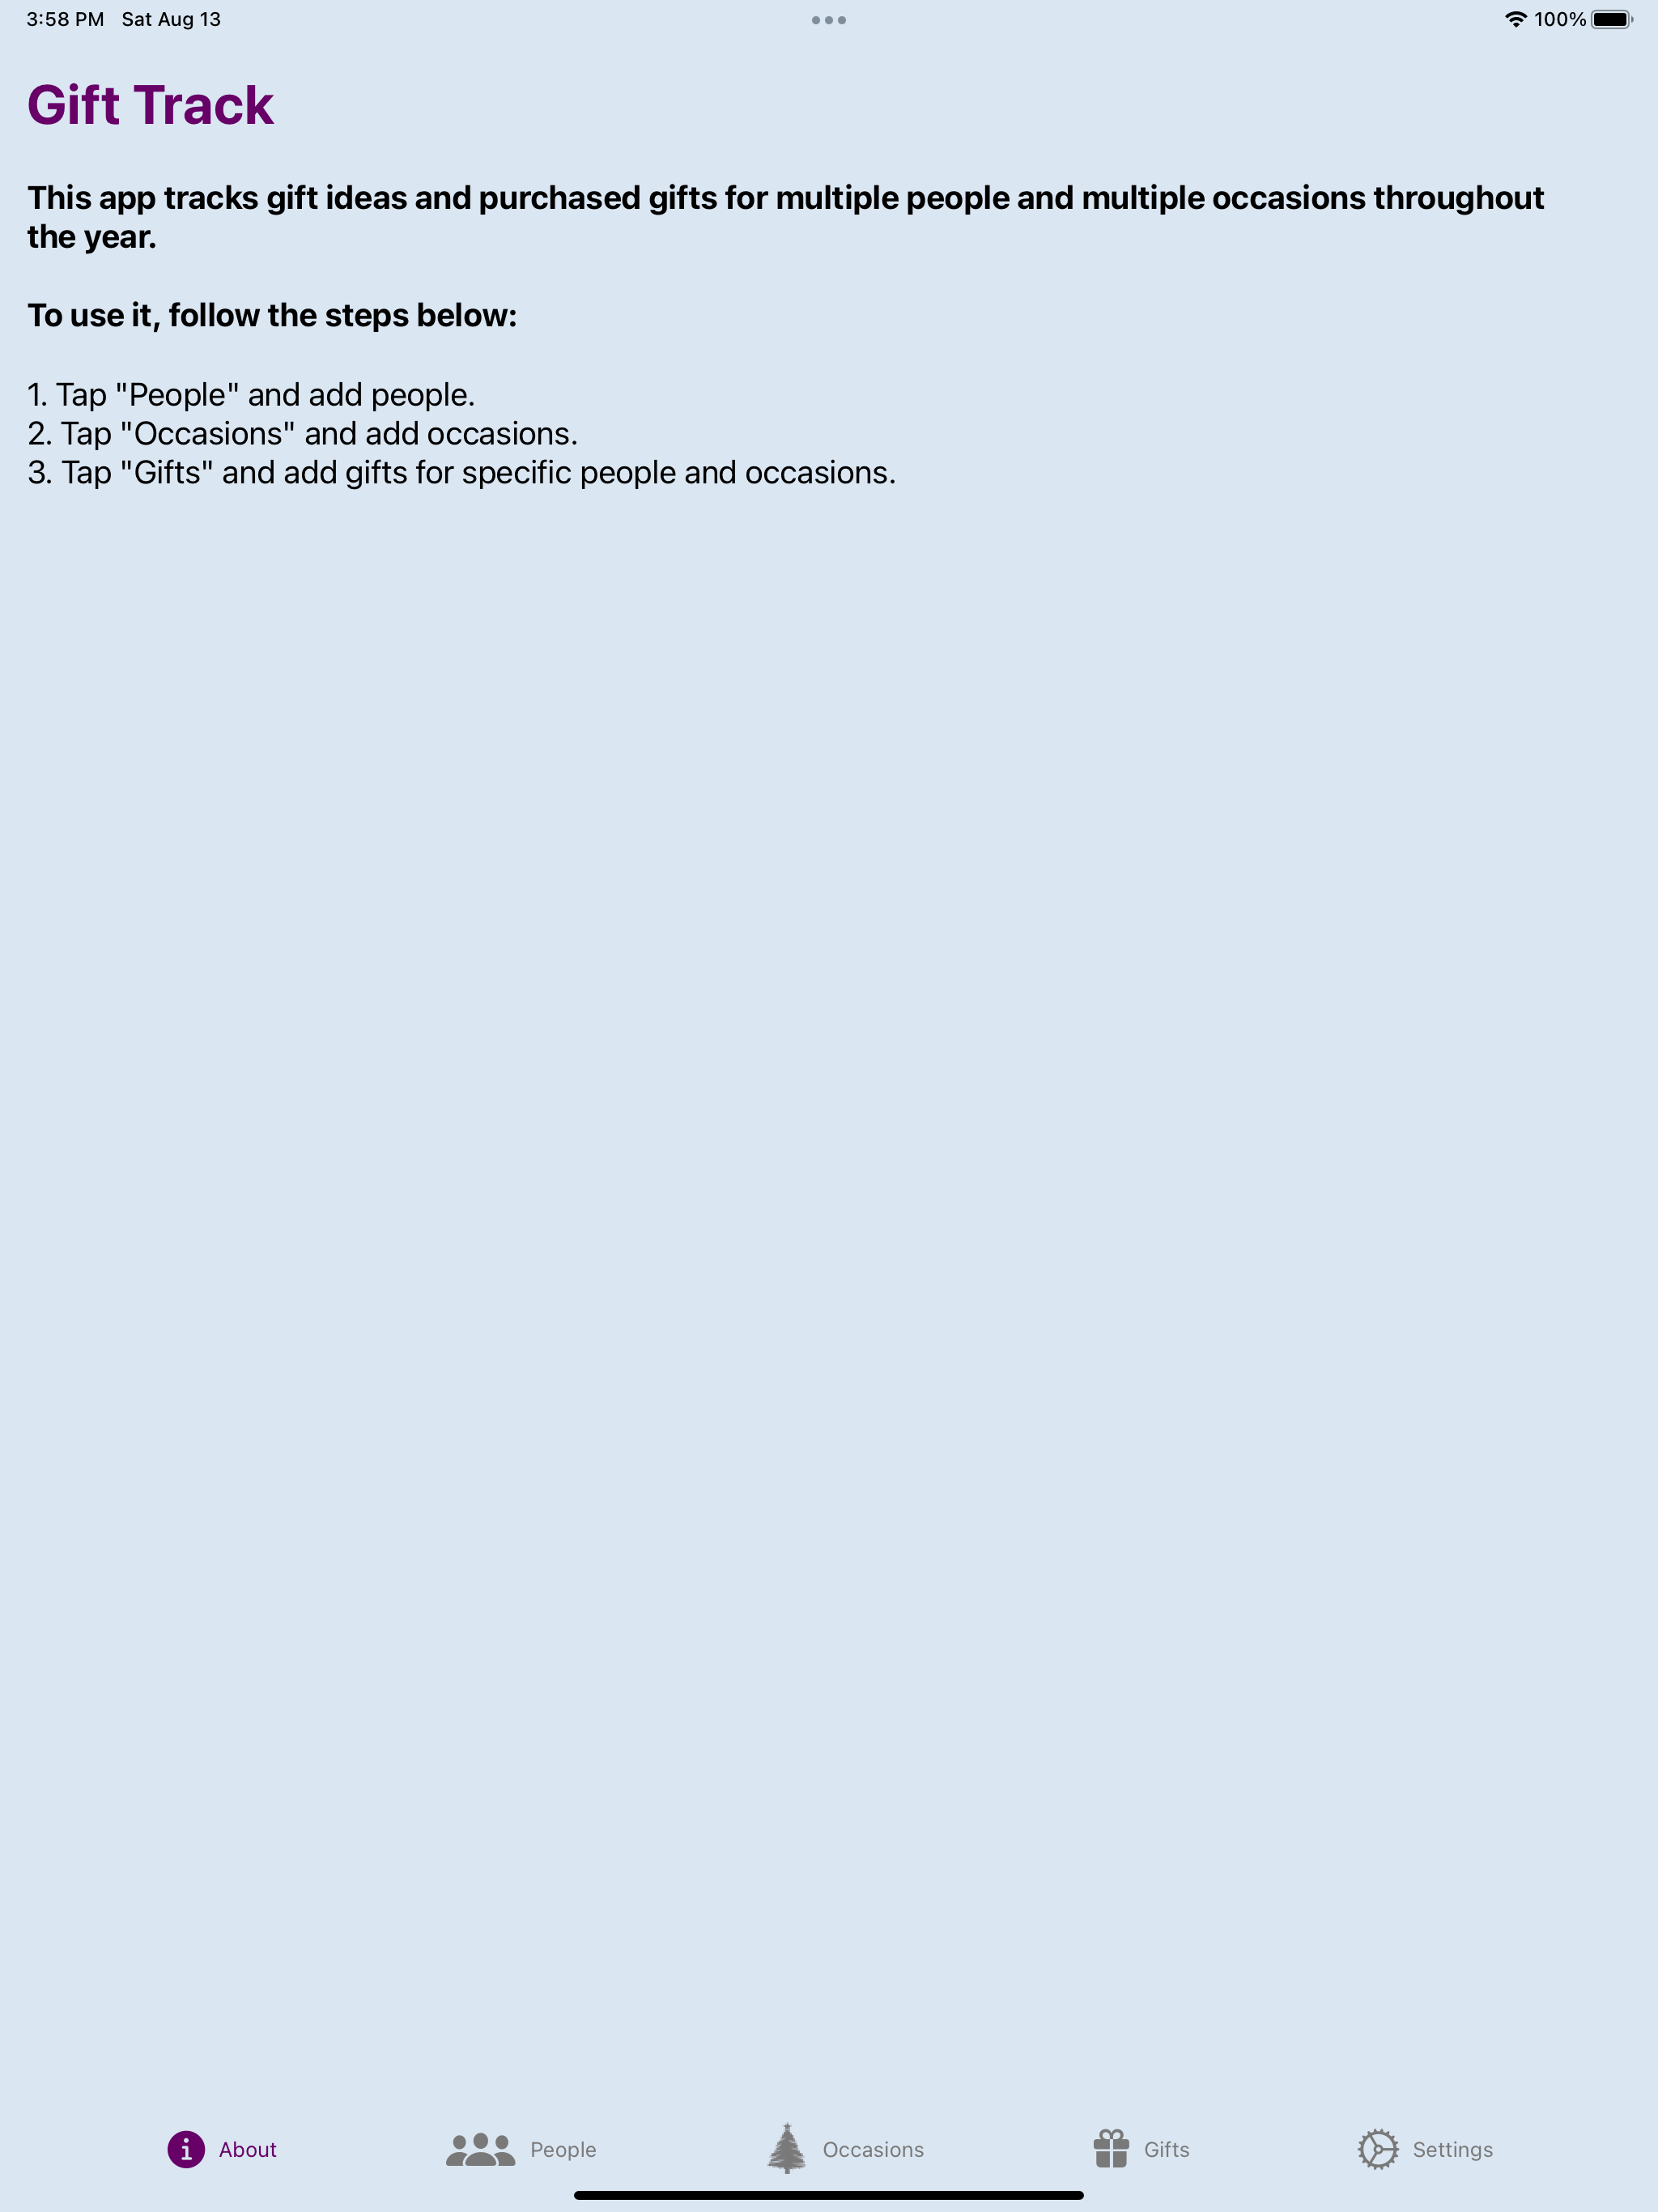 3:58 PM Sat Aug 13
100%
Gift Track
This app tracks gift ideas and purchased gifts for multiple people and multiple occasions throughout
the year.
To use it, follow the steps below:
1. Tap "People" and add people.
2. Tap "Occasions" and add occasions.
3. Tap "Gifts" and add gifts for specific people and occasions.
About People Occasions Gifts Settings